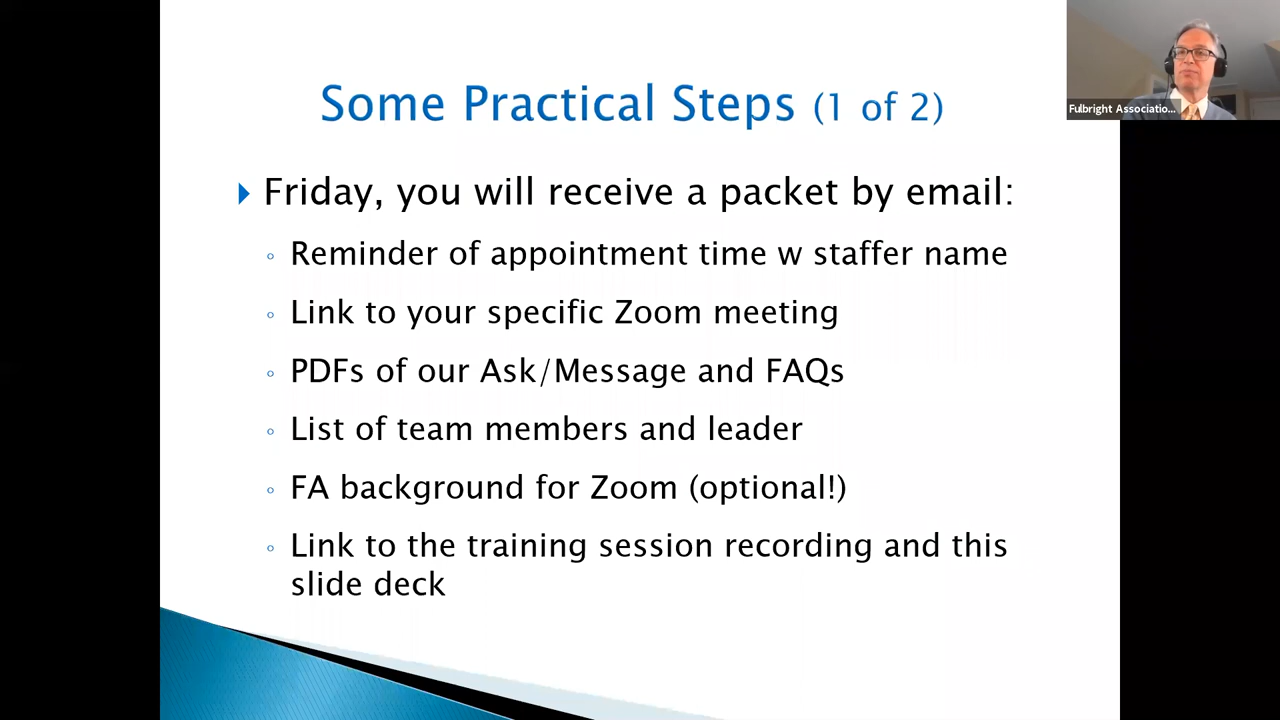 Some Practical Steps (1 of 2)
Friday, you will receive a packet by email:
Reminder of appointment time w staffer name
Link to your specific Zoom meeting
PDFs of our Ask/Message and FAQs
List of team members and leader
FA background for Zoom (optional!)
Link to the training session recording and this
slide deck
Fulbright Associatio...